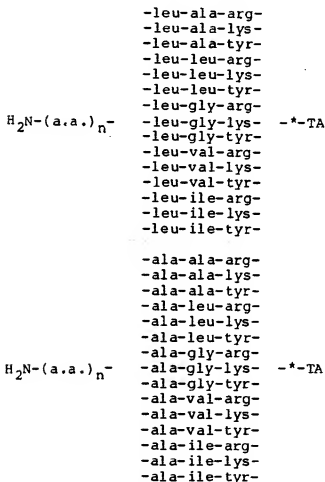 -leu-ala-arg-
-leu-ala-lys-
-leu-ala-tyr-
-leu-leu-arg-
-leu-leu-lys-
-leu-leu-tyr-
-leu-gly-arg-
H2N-(a.a.)n- -leu-gly-lys- -*-TA
-leu-gly-tyr-
-leu-val-arg-
-leu-val-lys-
-leu-val-tyr-
-leu-ile-arg-
-leu-ile-lys-
-leu-ile-tyr-
-ala-ala-arg-
-ala-ala-lys-
-ala-ala-tyr-
-ala-leu-arg-
-ala-leu-lys-
-ala-leu-tyr-
-ala-gly-arg-
H2N-(a.a.)n- -ala-gly-lys- -*-TA
-ala-gly-tyr-
-ala-val-arg-
-ala-val-lys-
-ala-val-tyr-
-ala-ile-arg-
-ala-ile-lys-
-ala-ile-tyr-